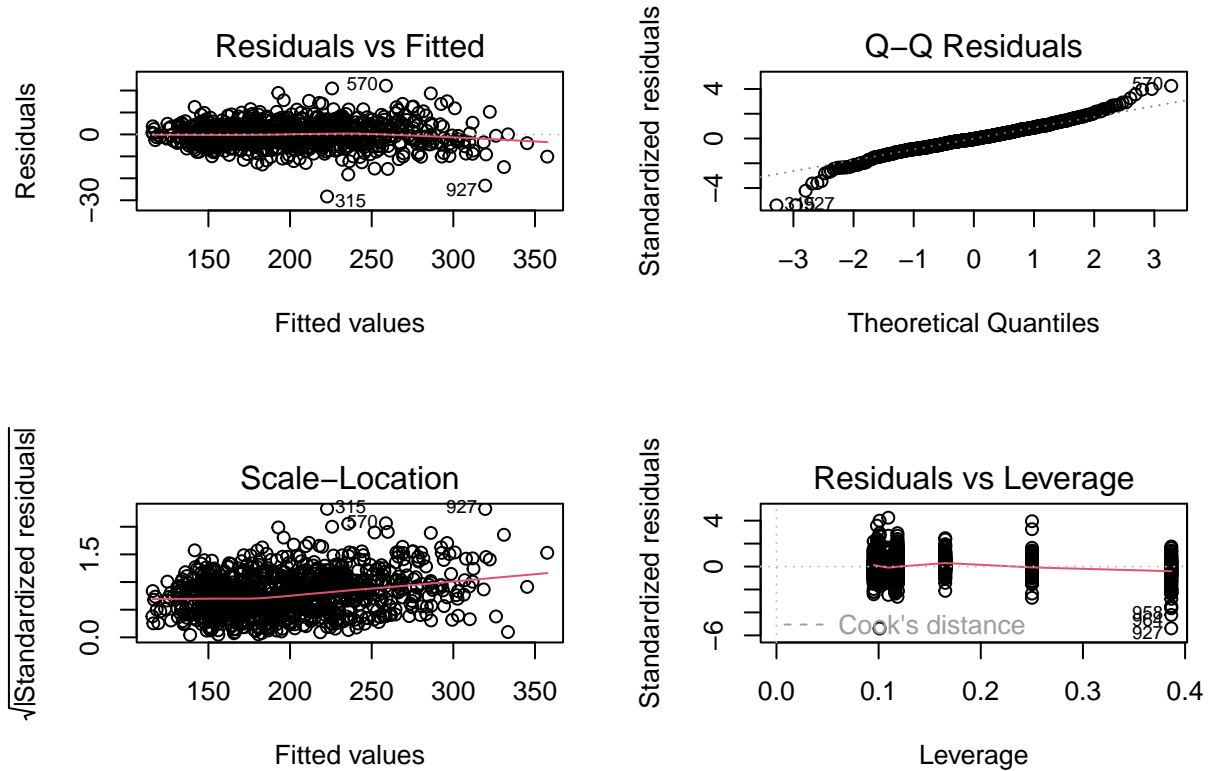 Residuals vs Fitted
Residuals
0
−30
570
927
315
150 200 250 300 350
Fitted values
Q−Q Residuals
Standardized residuals
4
0
−4
570
−3 −2 −1 0 1 2 3
Theoretical Quantiles
Scale−Location
√|Standardized residuals|
1.5
0.0
315
927
570
150 200 250 300 350
Fitted values
Residuals vs Leverage
Standardized residuals
4
0
−6
Cook's distance
958
964
927
0.0 0.1 0.2 0.3 0.4
Leverage